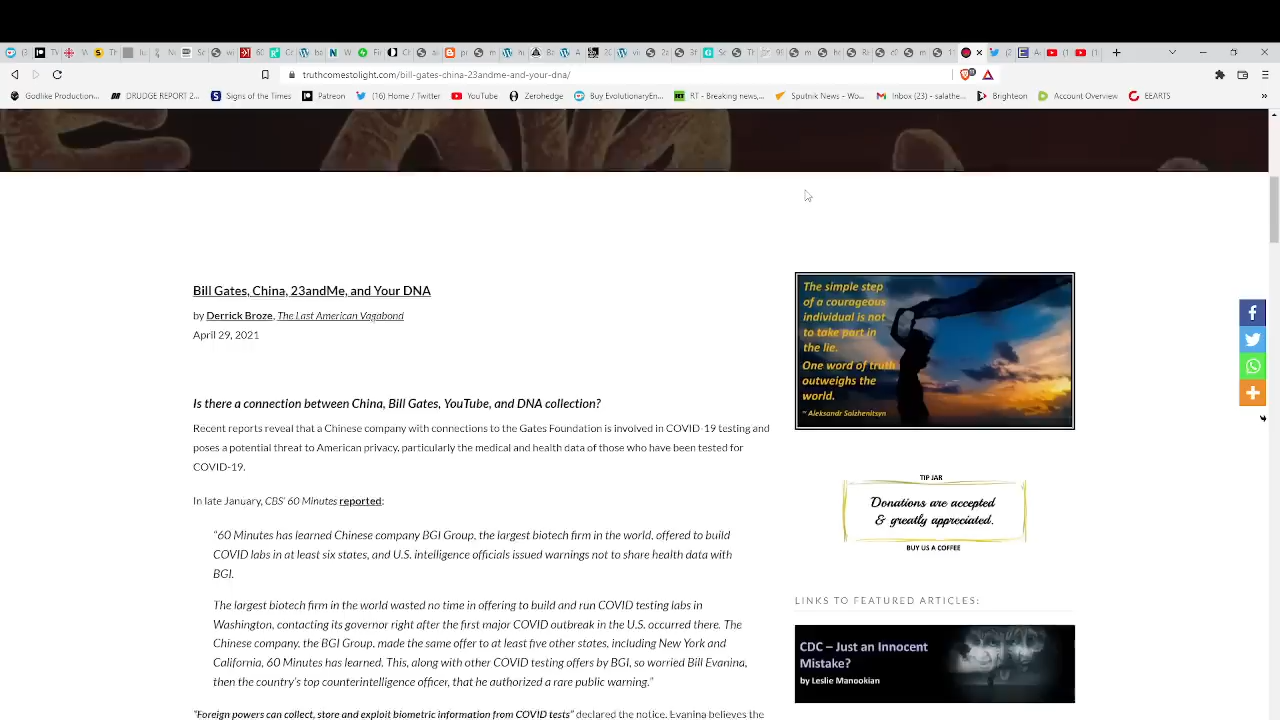 truthcomestolight.com/bill-gates-china-23andme-and-your-dna/
Godlike Production... DRUDGE REPORT 2... Signs of the Times Patreon (16) Home / Twitter YouTube Zerohedge Buy EvolutionaryEn... RT - Breaking news,... Sputnik News - Wo... Inbox (23) - salathe... Brighteon Account Overview EEARTS
Bill Gates, China, 23andMe, and Your DNA
by Derrick Broze, The Last American Vagabond
April 29, 2021
Is there a connection between China, Bill Gates, YouTube, and DNA collection?
Recent reports reveal that a Chinese company with connections to the Gates Foundation is involved in COVID-19 testing and
poses a potential threat to American privacy, particularly the medical and health data of those who have been tested for
COVID-19.
In late January, CBS' 60 Minutes reported:
"60 Minutes has learned Chinese company BGI Group, the largest biotech firm in the world, offered to build
COVID labs in at least six states, and U.S. intelligence officials issued warnings not to share health data with
BGI.
The largest biotech firm in the world wasted no time in offering to build and run COVID testing labs in
Washington, contacting its governor right after the first major COVID outbreak in the U.S. occurred there. The
Chinese company, the BGI Group, made the same offer to at least five other states, including New York and
California, 60 Minutes has learned. This, along with other COVID testing offers by BGI, so worried Bill Evanina,
then the country's top counterintelligence officer, that he authorized a rare public warning."
"Foreign powers can collect, store and exploit biometric information from COVID tests" declared the notice. Evanina believes the
The simple step
of a courageous
individual is not
to take part in
the lie.
One word of truth
outweighs the
world.
~ Aleksandr Solzhenitsyn
TIP JAR
Donations are accepted
& greatly appreciated.
BUY US A COFFEE
LINKS TO FEATURED ARTICLES:
CDC – Just an Innocent
Mistake?
by Leslie Manookian